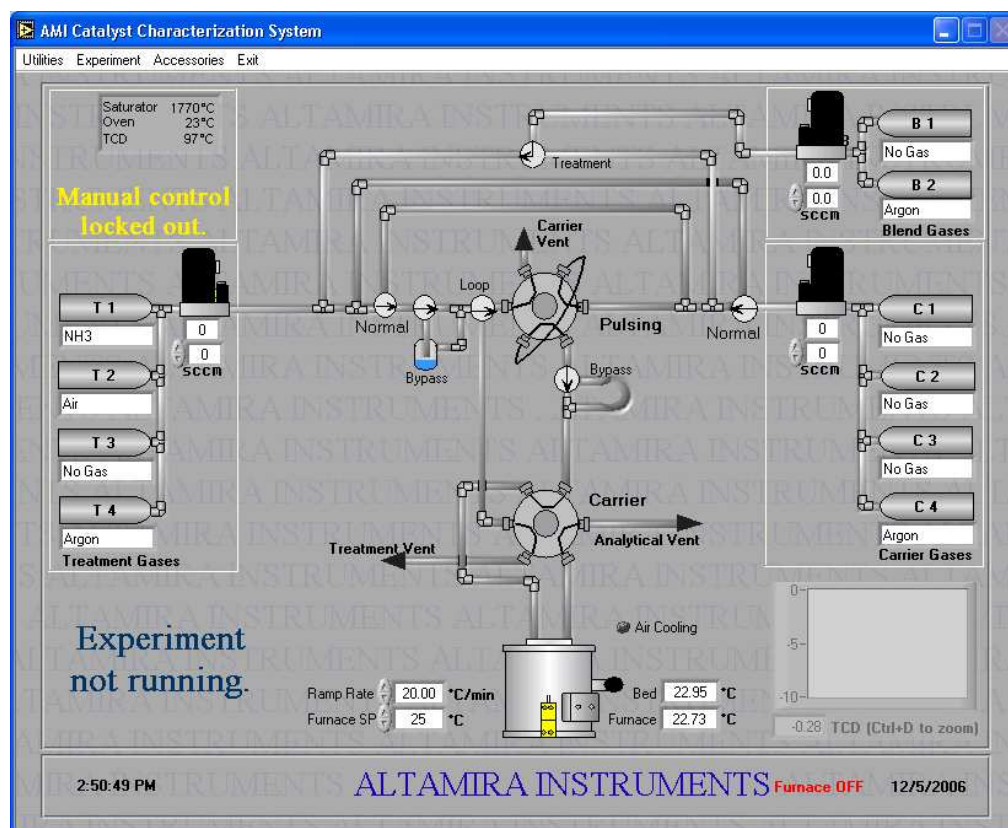 AMI Catalyst Characterization System
Utilities Experiment Accessories Exit
Saturator 1770°C
Oven 23°C
TCD 97°C
Manual control
locked out.
Treatment
B 1
No Gas
0.0
0.0
sccm
B 2
Argon
Blend Gases
Carrier
Vent
Loop
T 1
NH3
0
0
sccm
T 2
Air
T 3
No Gas
T 4
Argon
Treatment Gases
Normal
Bypass
Pulsing
Normal
Bypass
0
0
sccm
C 1
No Gas
C 2
No Gas
C 3
No Gas
C 4
Argon
Carrier Gases
Carrier
Analytical Vent
Treatment Vent
Experiment
not running.
Air Cooling
Ramp Rate 20.00 °C/min
Furnace SP 25 °C
Bed 22.95 °C
Furnace 22.73 °C
0
-5
-10
-0.28 TCD (Ctrl+D to zoom)
2:50:49 PM
ALTAMIRA INSTRUMENTS
Furnace OFF
12/5/2006